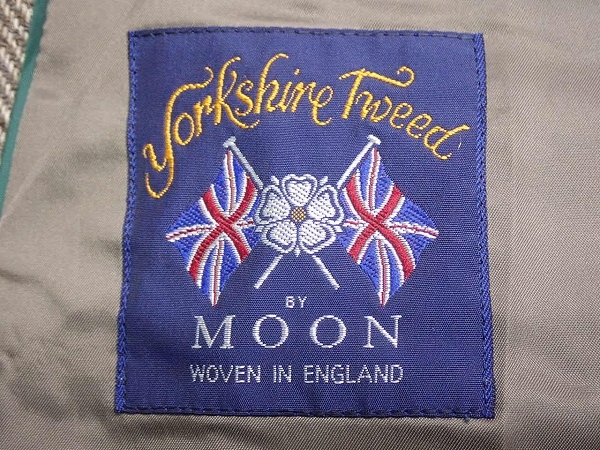 Yorkshire Tweed
BY
MOON
WOVEN IN ENGLAND